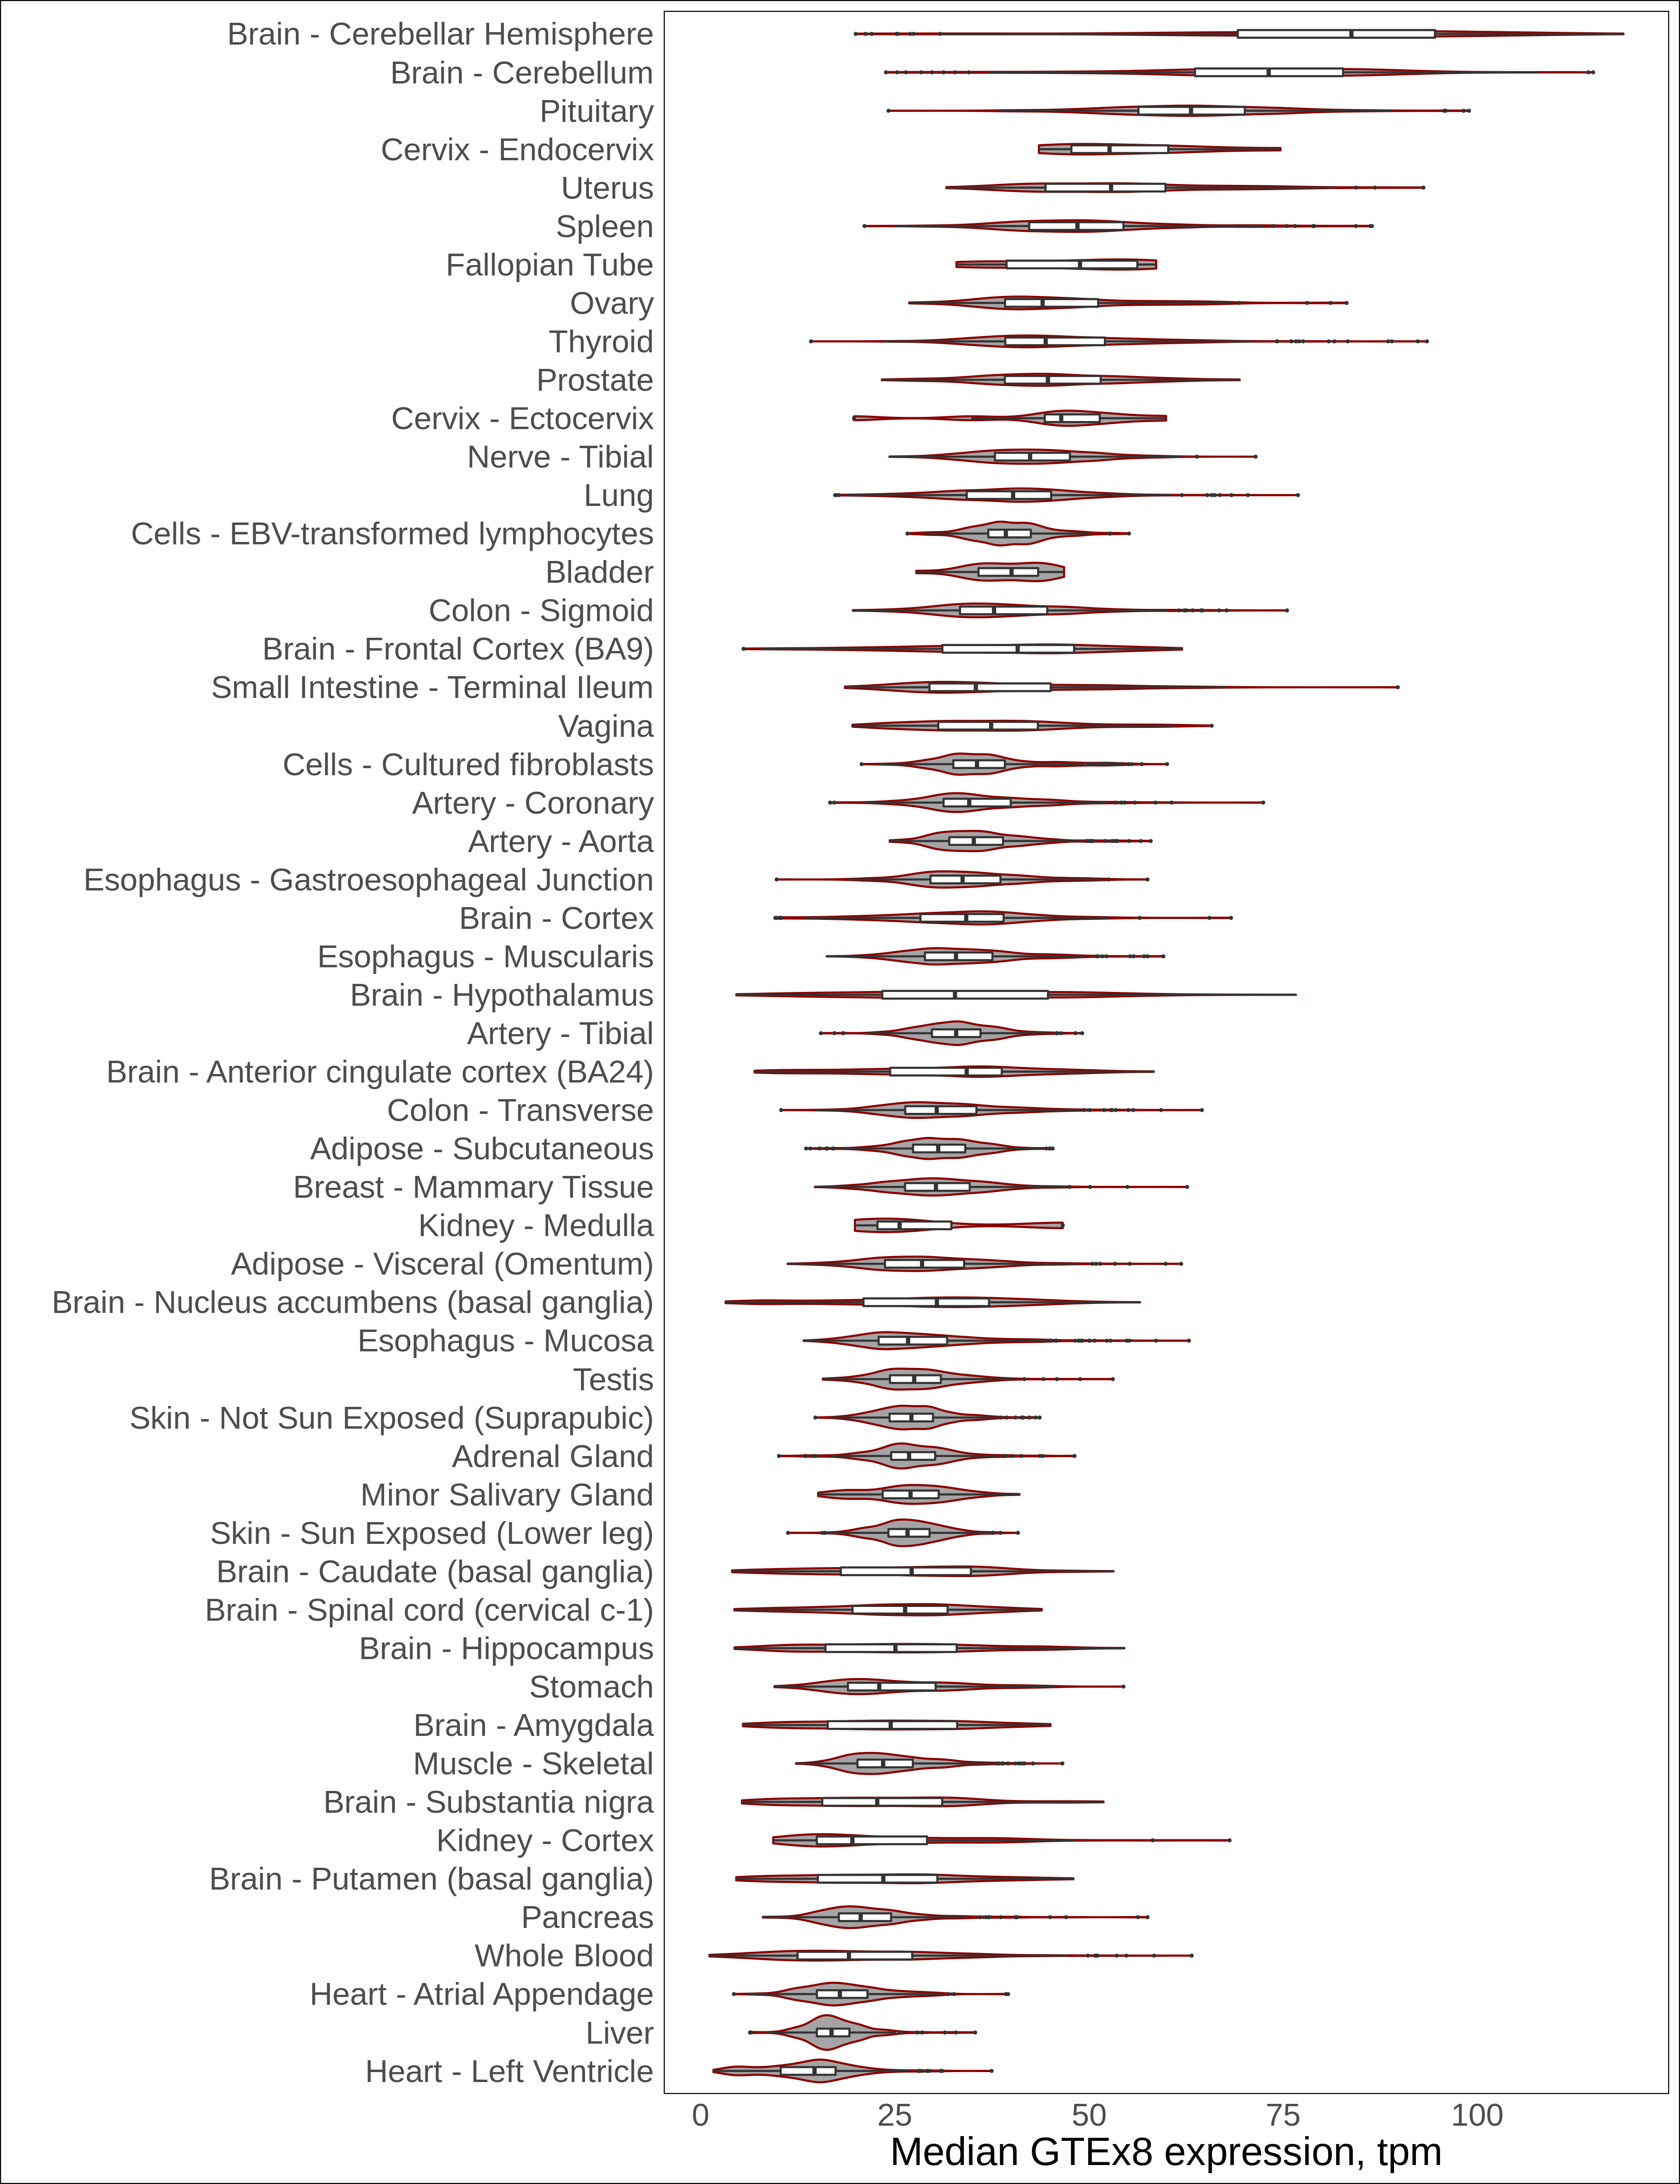 Brain - Cerebellar Hemisphere
Brain - Cerebellum
Pituitary
Cervix - Endocervix
Uterus
Spleen
Fallopian Tube
Ovary
Thyroid
Prostate
Cervix - Ectocervix
Nerve - Tibial
Lung
Cells - EBV-transformed lymphocytes
Bladder
Colon - Sigmoid
Brain - Frontal Cortex (BA9)
Small Intestine - Terminal Ileum
Vagina
Cells - Cultured fibroblasts
Artery - Coronary
Artery - Aorta
Esophagus - Gastroesophageal Junction
Brain - Cortex
Esophagus - Muscularis
Brain - Hypothalamus
Artery - Tibial
Brain - Anterior cingulate cortex (BA24)
Colon - Transverse
Adipose - Subcutaneous
Breast - Mammary Tissue
Kidney - Medulla
Adipose - Visceral (Omentum)
Brain - Nucleus accumbens (basal ganglia)
Esophagus - Mucosa
Testis
Skin - Not Sun Exposed (Suprapubic)
Adrenal Gland
Minor Salivary Gland
Skin - Sun Exposed (Lower leg)
Brain - Caudate (basal ganglia)
Brain - Spinal cord (cervical c-1)
Brain - Hippocampus
Stomach
Brain - Amygdala
Muscle - Skeletal
Brain - Substantia nigra
Kidney - Cortex
Brain - Putamen (basal ganglia)
Pancreas
Whole Blood
Heart - Atrial Appendage
Liver
Heart - Left Ventricle
0 25 50 75 100
Median GTEx8 expression, tpm